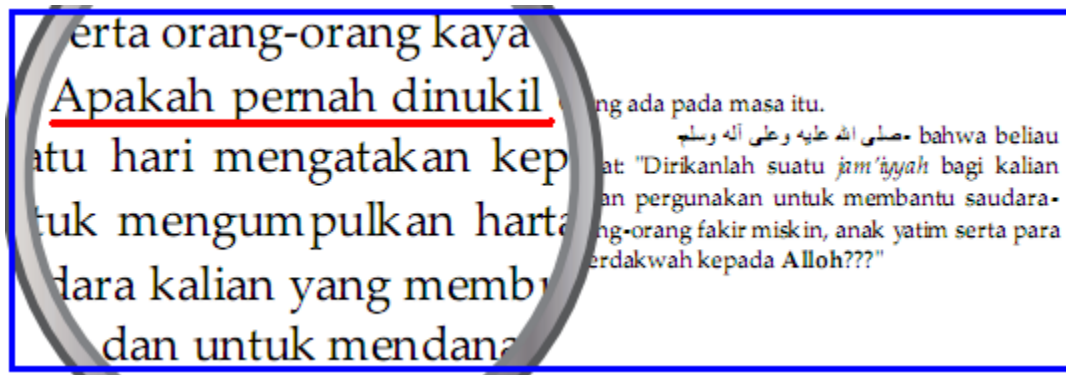 erta orang-orang kaya
Apakah pernah dinukil
atu hari mengatakan kep
tuk mengumpulkan harta
dara kalian yang memb
dan untuk mendana
ng ada pada masa itu.
-صلى الله عليه وعلى آله وسلم- bahwa beliau
at: "Dirikanlah suatu jam'iyyah bagi kalian
an pergunakan untuk membantu saudara-
ng-orang fakir miskin, anak yatim serta para
erdakwah kepada Alloh???"